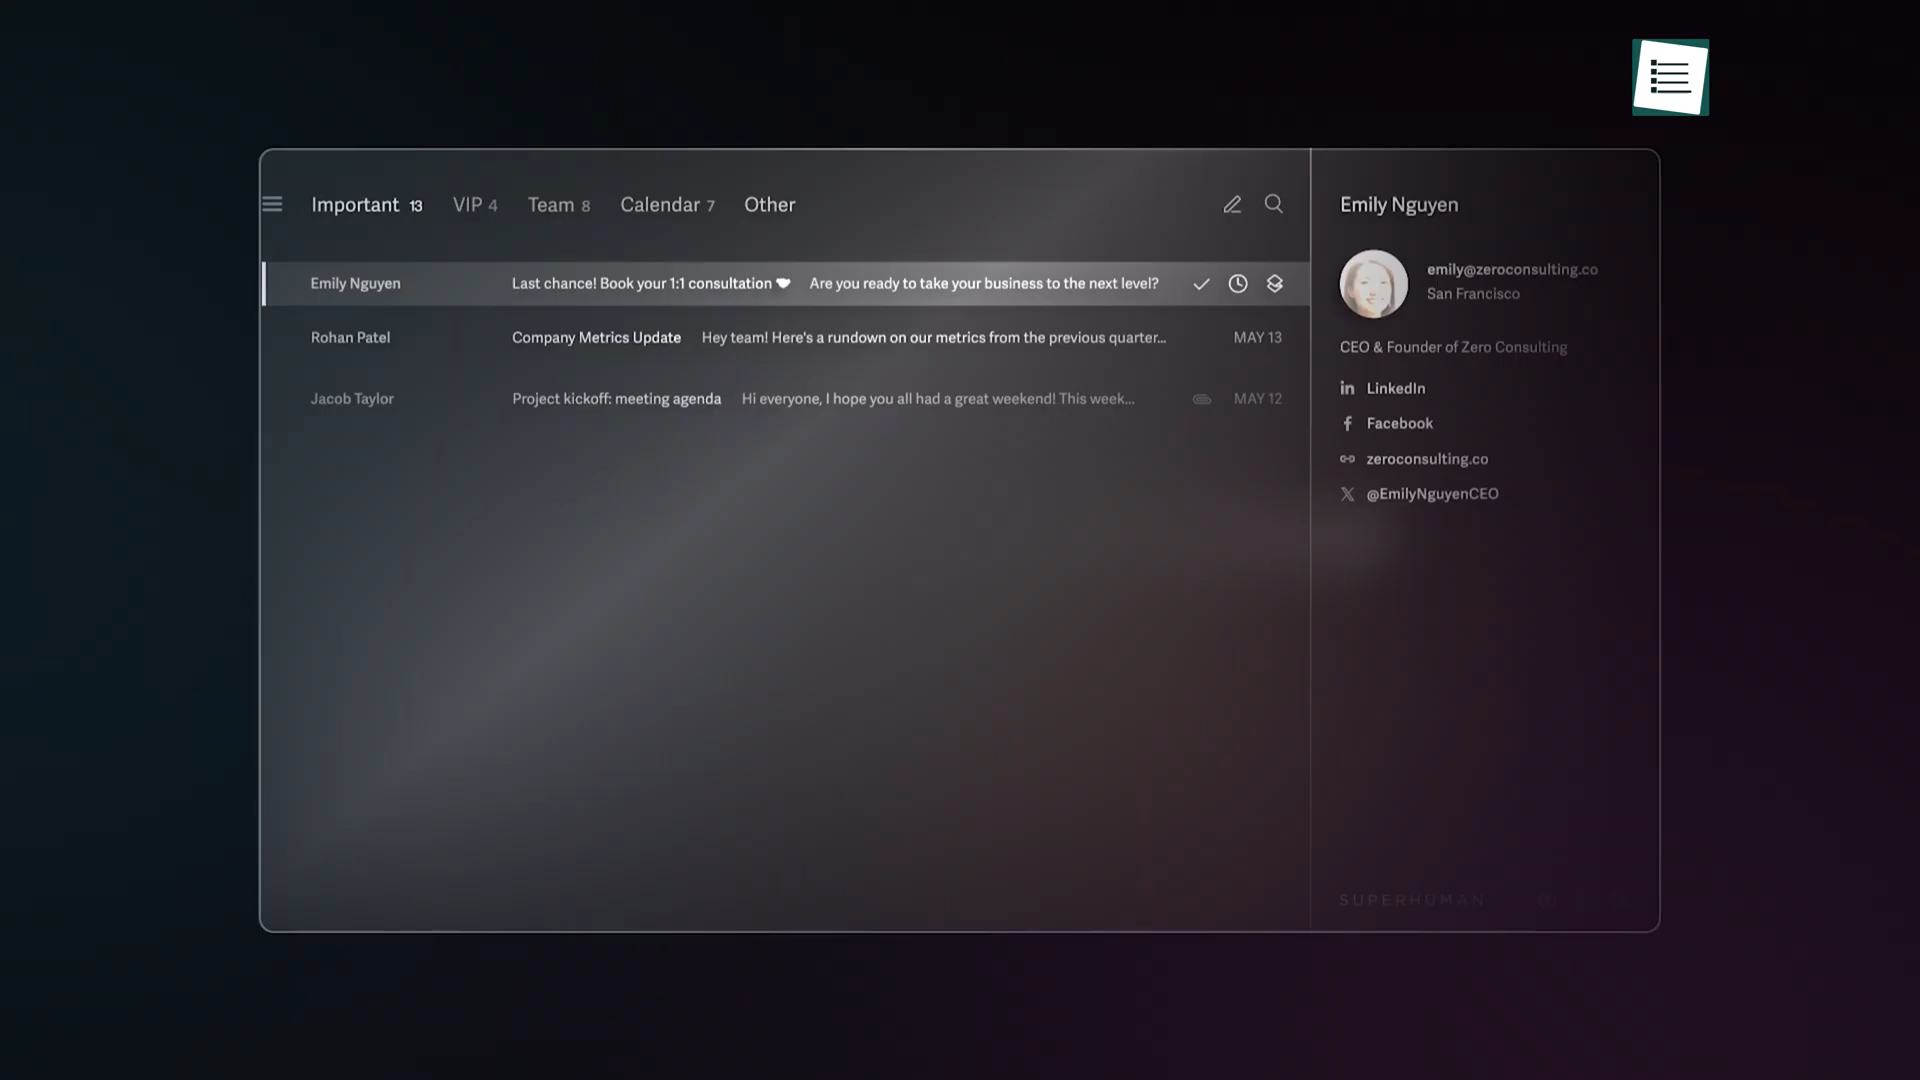 Important 13 VIP 4 Team 8 Calendar 7 Other
Emily Nguyen Last chance! Book your 1:1 consultation Are you ready to take your business to the next level?
Rohan Patel Company Metrics Update Hey team! Here's a rundown on our metrics from the previous quarter... MAY 13
Jacob Taylor Project kickoff: meeting agenda Hi everyone, I hope you all had a great weekend! This week... MAY 12
Emily Nguyen
emily@zeroconsulting.co
San Francisco
CEO & Founder of Zero Consulting
in LinkedIn
f Facebook
zeroconsulting.co
X @EmilyNguyenCEO
SUPERHUMAN